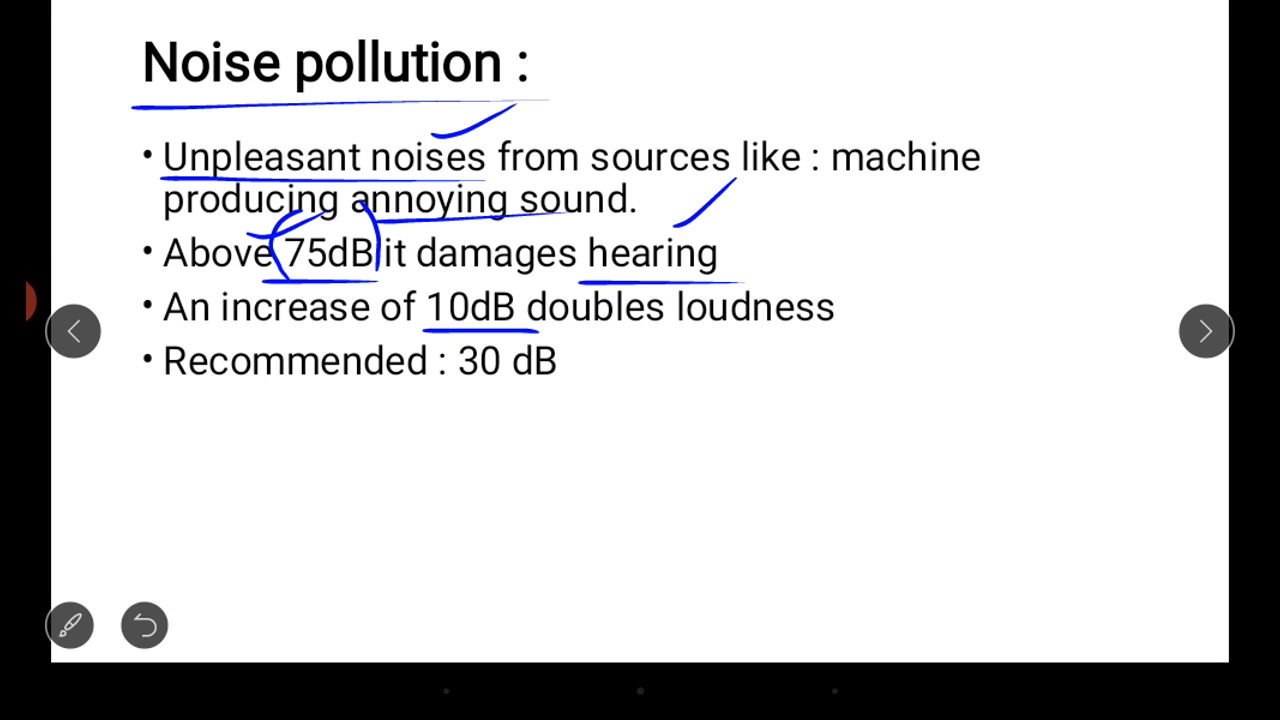 Noise pollution :
• Unpleasant noises from sources like : machine
producing annoying sound.
• Above 75dB it damages hearing
• An increase of 10dB doubles loudness
• Recommended : 30 dB